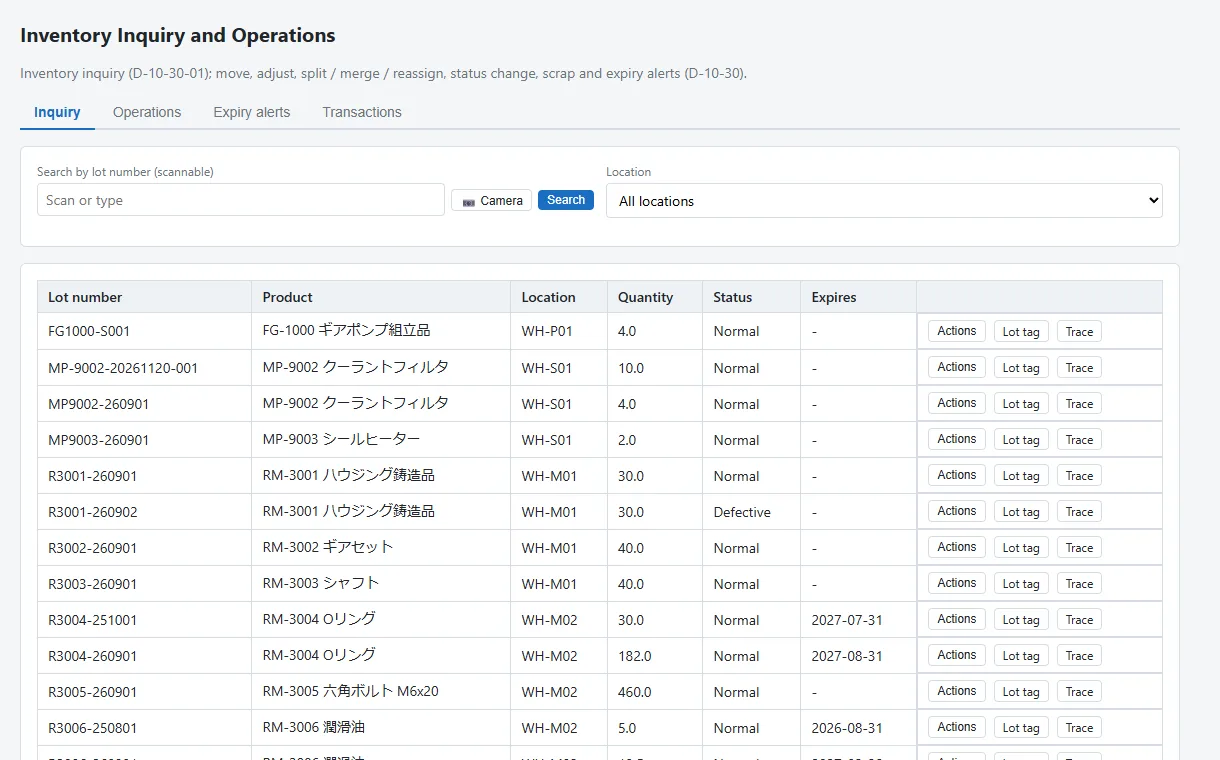 Inventory Inquiry and Operations
Inventory inquiry (D-10-30-01); move, adjust, split / merge / reassign, status change, scrap and expiry alerts (D-10-30).
Inquiry Operations Expiry alerts Transactions
Search by lot number (scannable) Location
Scan or type Camera Search All locations
Lot number Product Location Quantity Status Expires
FG1000-S001 FG-1000 ギアポンプ組立品 WH-P01 4.0 Normal - Actions Lot tag Trace
MP-9002-20261120-001 MP-9002 クーラントフィルタ WH-S01 10.0 Normal - Actions Lot tag Trace
MP9002-260901 MP-9002 クーラントフィルタ WH-S01 4.0 Normal - Actions Lot tag Trace
MP9003-260901 MP-9003 シールヒーター WH-S01 2.0 Normal - Actions Lot tag Trace
R3001-260901 RM-3001 ハウジング鋳造品 WH-M01 30.0 Normal - Actions Lot tag Trace
R3001-260902 RM-3001 ハウジング鋳造品 WH-M01 30.0 Defective - Actions Lot tag Trace
R3002-260901 RM-3002 ギアセット WH-M01 40.0 Normal - Actions Lot tag Trace
R3003-260901 RM-3003 シャフト WH-M01 40.0 Normal - Actions Lot tag Trace
R3004-251001 RM-3004 Oリング WH-M02 30.0 Normal 2027-07-31 Actions Lot tag Trace
R3004-260901 RM-3004 Oリング WH-M02 182.0 Normal 2027-08-31 Actions Lot tag Trace
R3005-260901 RM-3005 六角ボルト M6x20 WH-M02 460.0 Normal - Actions Lot tag Trace
R3006-250801 RM-3006 潤滑油 WH-M02 5.0 Normal 2026-08-31 Actions Lot tag Trace